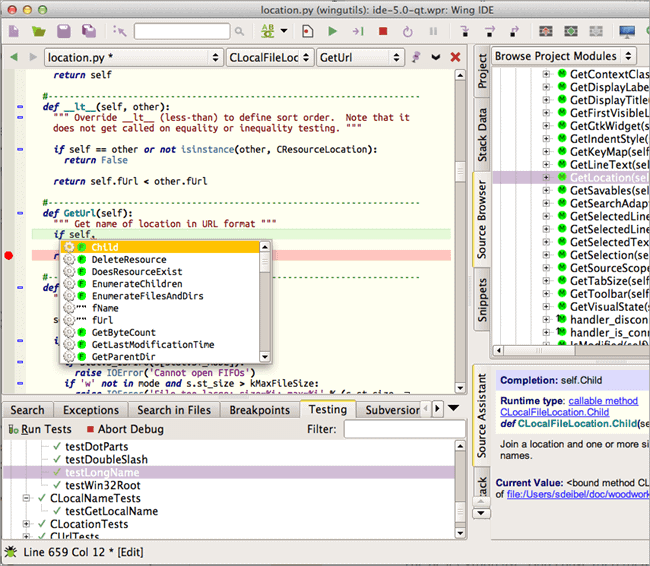 location.py (wingutils): ide-5.0-qt.wpr: Wing IDE
location.py *
CLocalFileLoc
GetUrl
return self
#----------------------------------------------------------------------
def __lt__(self, other):
""" Override __lt__ (less-than) to define sort order.  Note that it
does not get called on equality or inequality testing. """
if self == other or not isinstance(other, CResourceLocation):
return False
return self.fUrl < other.fUrl
#----------------------------------------------------------------------
def GetUrl(self):
""" Get name of location in URL format """
if self.
Child
DeleteResource
DoesResourceExist
EnumerateChildren
EnumerateFilesAndDirs
fName
fUrl
GetByteCount
GetLastModificationTime
GetParentDir
raise IOError('Cannot open FIFOs')
if 'w' not in mode and s.st_size > kMaxFileSize:
Project
Stack Data
Source Browser
Snippets
Browse Project Modules
GetContextClas
GetDisplayLabe
GetDisplayTitle
GetFirstVisibleL
GetGtkWidget(s
GetIndentStyle(
GetKeyMap(self
GetLineText(sel
GetLocation(sel
GetSavables(sel
GetSearchAdap
GetSelectedLine
GetSelectedLine
GetSelectedText
GetSelection(se
GetSourceScope
GetTabSize(self
GetToolbar(self
GetVisualState(
handler_disconn
handler_is_conn
IsModified(self)
Search
Exceptions
Search in Files
Breakpoints
Testing
Subversion
Run Tests
Abort Debug
Filter:
testDotParts
testDoubleSlash
testLongName
testWin32Root
CLocalNameTests
testGetLocalName
CLocationTests
CUrlTests
Source Assistant
Completion: self.Child
Runtime type: callable method
CLocalFileLocation.Child
def CLocalFileLocation.Child(se
Join a location and one or more si
names.
Current Value: <bound method CL
of file:/Users/sdeibel/doc/woodwork
Line 659 Col 12 * [Edit]